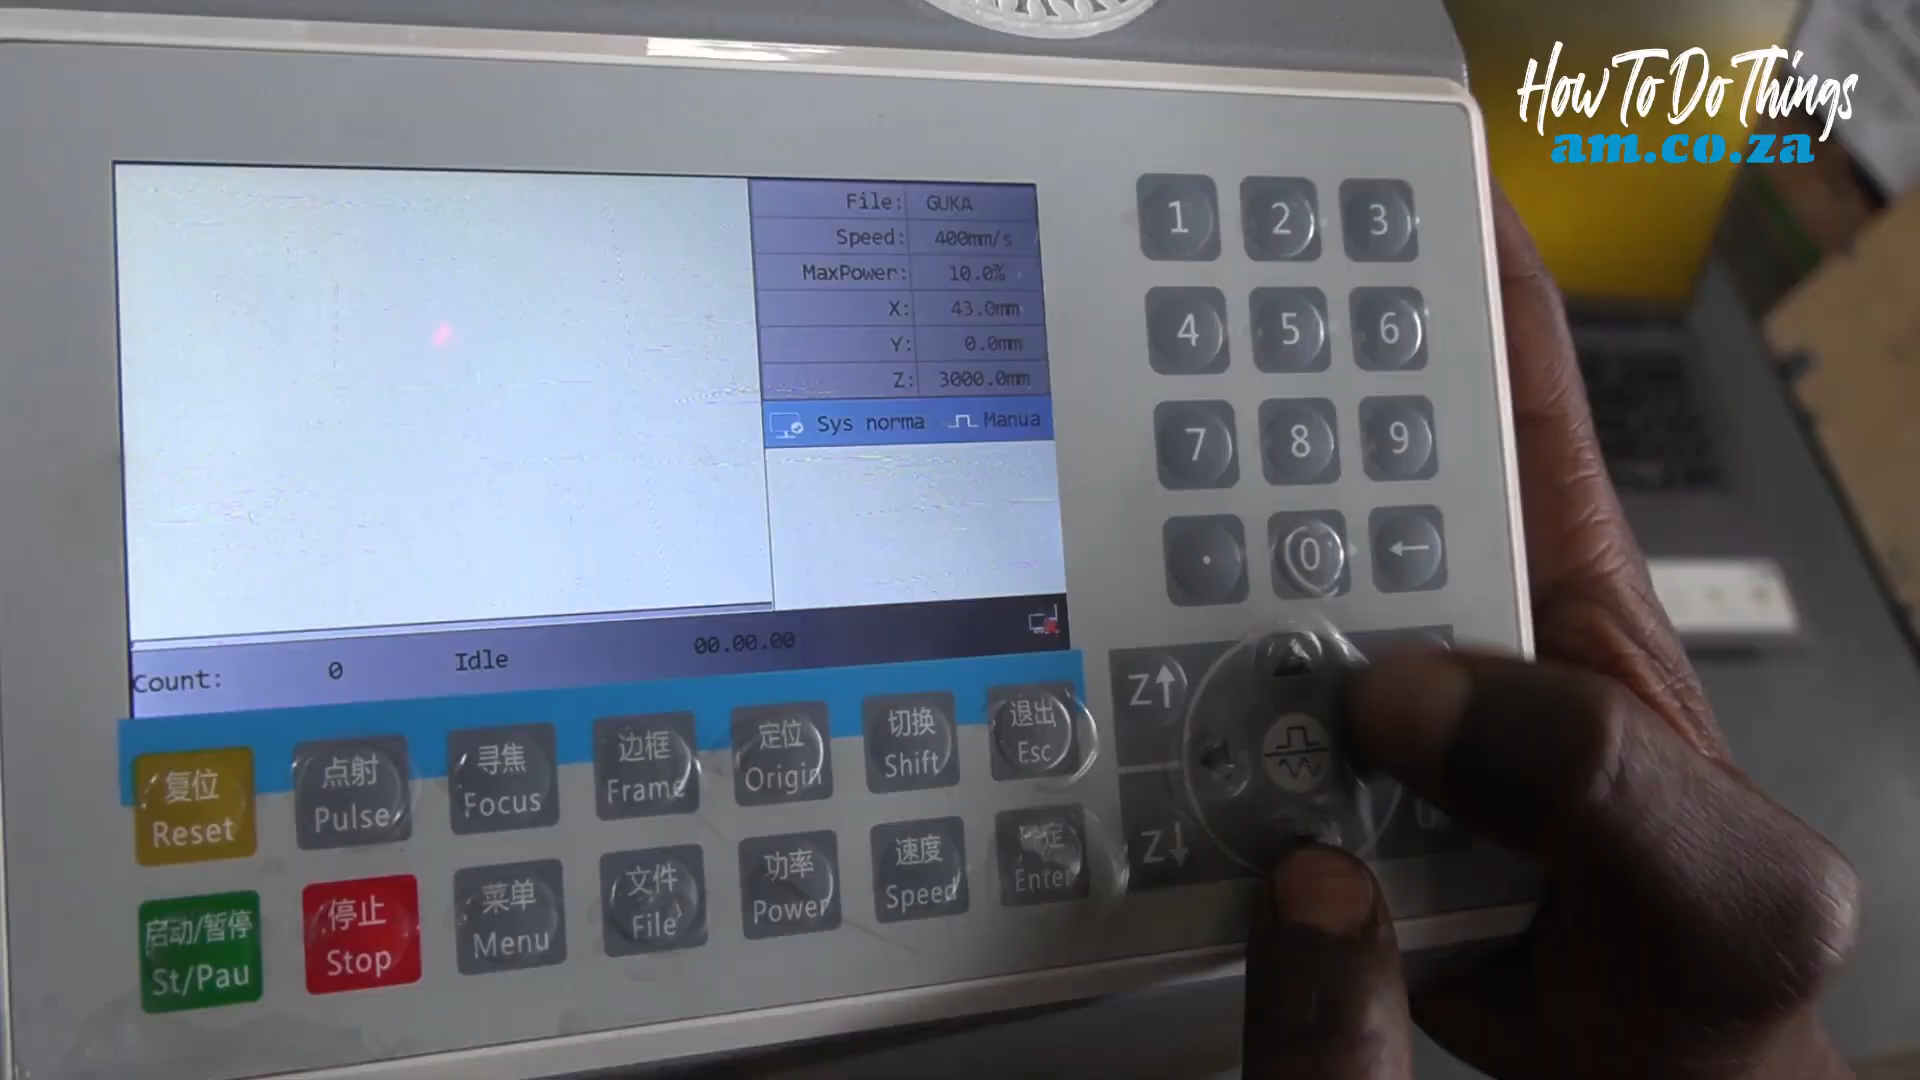 How To Do Things
am.co.za
File: GUKA
Speed: 400mm/s
MaxPower: 10.0%
X: 43.0mm
Y: 0.0mm
Z: 3000.0mm
Sys norma Manua
Count: 0 Idle 00.00.00
1 2 3
4 5 6
7 8 9
. 0 ←
Z↑
Z↓
复位 点射 寻焦 边框 定位 切换 退出
Reset Pulse Focus Frame Origin Shift Esc
启动/暂停 停止 菜单 文件 功率 速度
St/Pau Stop Menu File Power Speed Enter